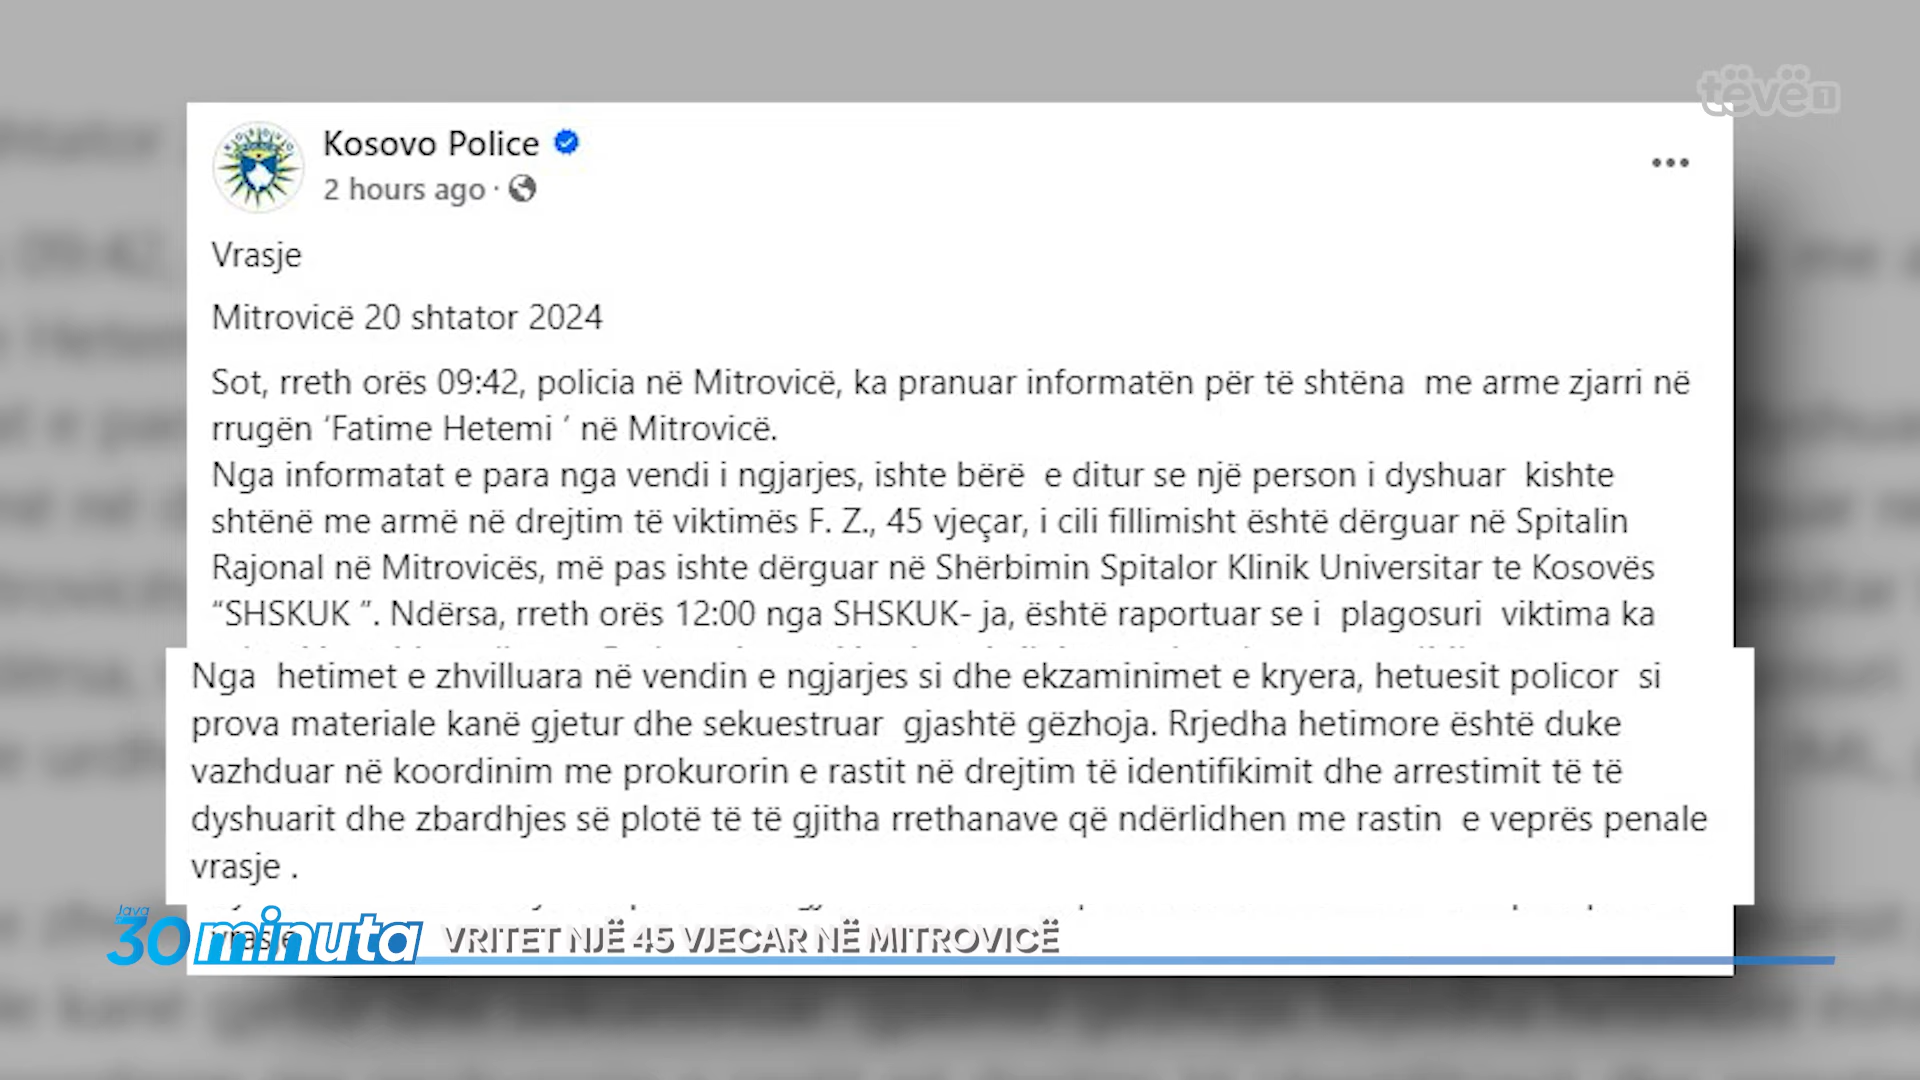 tëvë1
Kosovo Police
2 hours ago ·
Vrasje
Mitrovicë 20 shtator 2024
Sot, rreth orës 09:42, policia në Mitrovicë, ka pranuar informatën për të shtëna  me arme zjarri në
rrugën ‘Fatime Hetemi ’ në Mitrovicë.
Nga informatat e para nga vendi i ngjarjes, ishte bërë  e ditur se një person i dyshuar  kishte
shtënë me armë në drejtim të viktimës F. Z., 45 vjeçar, i cili fillimisht është dërguar në Spitalin
Rajonal në Mitrovicës, më pas ishte dërguar në Shërbimin Spitalor Klinik Universitar te Kosovës
“SHSKUK ”. Ndërsa, rreth orës 12:00 nga SHSKUK- ja, është raportuar se i  plagosuri  viktima ka
Nga  hetimet e zhvilluara në vendin e ngjarjes si dhe ekzaminimet e kryera, hetuesit policor  si
prova materiale kanë gjetur dhe sekuestruar  gjashtë gëzhoja. Rrjedha hetimore është duke
vazhduar në koordinim me prokurorin e rastit në drejtim të identifikimit dhe arrestimit të të
dyshuarit dhe zbardhjes së plotë të të gjitha rrethanave që ndërlidhen me rastin  e veprës penale
vrasje .
Java
30 minuta
VRITET NJË 45 VJECAR NË MITROVICË